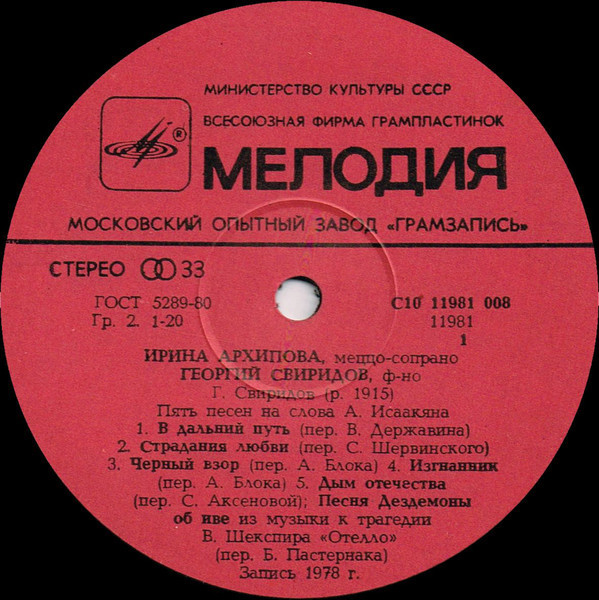 МИНИСТЕРСТВО КУЛЬТУРЫ СССР
ВСЕСОЮЗНАЯ ФИРМА ГРАМПЛАСТИНОК
®
МЕЛОДИЯ
МОСКОВСКИЙ ОПЫТНЫЙ ЗАВОД «ГРАМЗАПИСЬ»
СТЕРЕО 33
ГОСТ 5289-80
Гр. 2. 1-20
С10 11981 008
11981
1
ИРИНА АРХИПОВА, меццо-сопрано
ГЕОРГИЙ СВИРИДОВ, ф-но
Г. Свиридов (р. 1915)
Пять песен на слова А. Исаакяна
1. В дальний путь (пер. В. Державина)
2. Страдания любви (пер. С. Шервинского)
3. Черный взор (пер. А. Блока) 4. Изгнанник
(пер. А. Блока) 5. Дым отечества
(пер. С. Аксеновой); Песня Дездемоны
об иве из музыки к трагедии
В. Шекспира «Отелло»
(пер. Б. Пастернака)
Запись 1978 г.